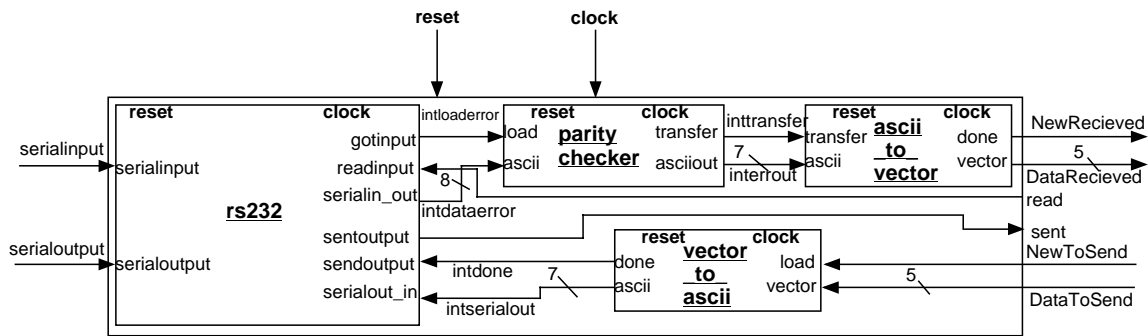 reset
clock
reset
clock
intloaderror
reset
clock
inttransfer
reset
clock
NewRecieved
gotinput
load
parity
checker
transfer
transfer
ascii
_to_
vector
done
serialinput
serialinput
readinput
ascii
asciiout
7
interrout
ascii
vector
5
DataRecieved
serialin_out
8
intdataerror
read
rs232
sentoutput
sent
serialoutput
serialoutput
sendoutput
intdone
reset
clock
done
vector
_to_
ascii
load
NewToSend
serialout_in
7
intserialout
ascii
vector
5
DataToSend